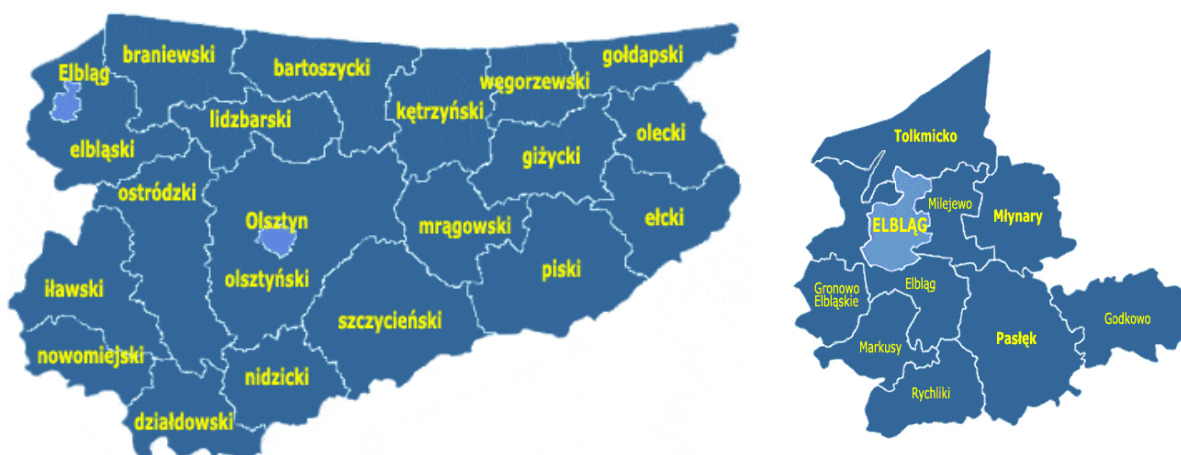 braniewski
bartoszycki
gołdapski
Elbląg
węgorzewski
kętrzyński
lidzbarski
olecki
elbląski
giżycki
ostródzki
Olsztyn
mrągowski
ełcki
olsztyński
piski
iławski
szczycieński
nowomiejski
nidzicki
działdowski
Tolkmicko
Milejewo
Młynary
ELBLĄG
Gronowo
Elbląskie
Elbląg
Godkowo
Markusy
Pasłęk
Rychliki